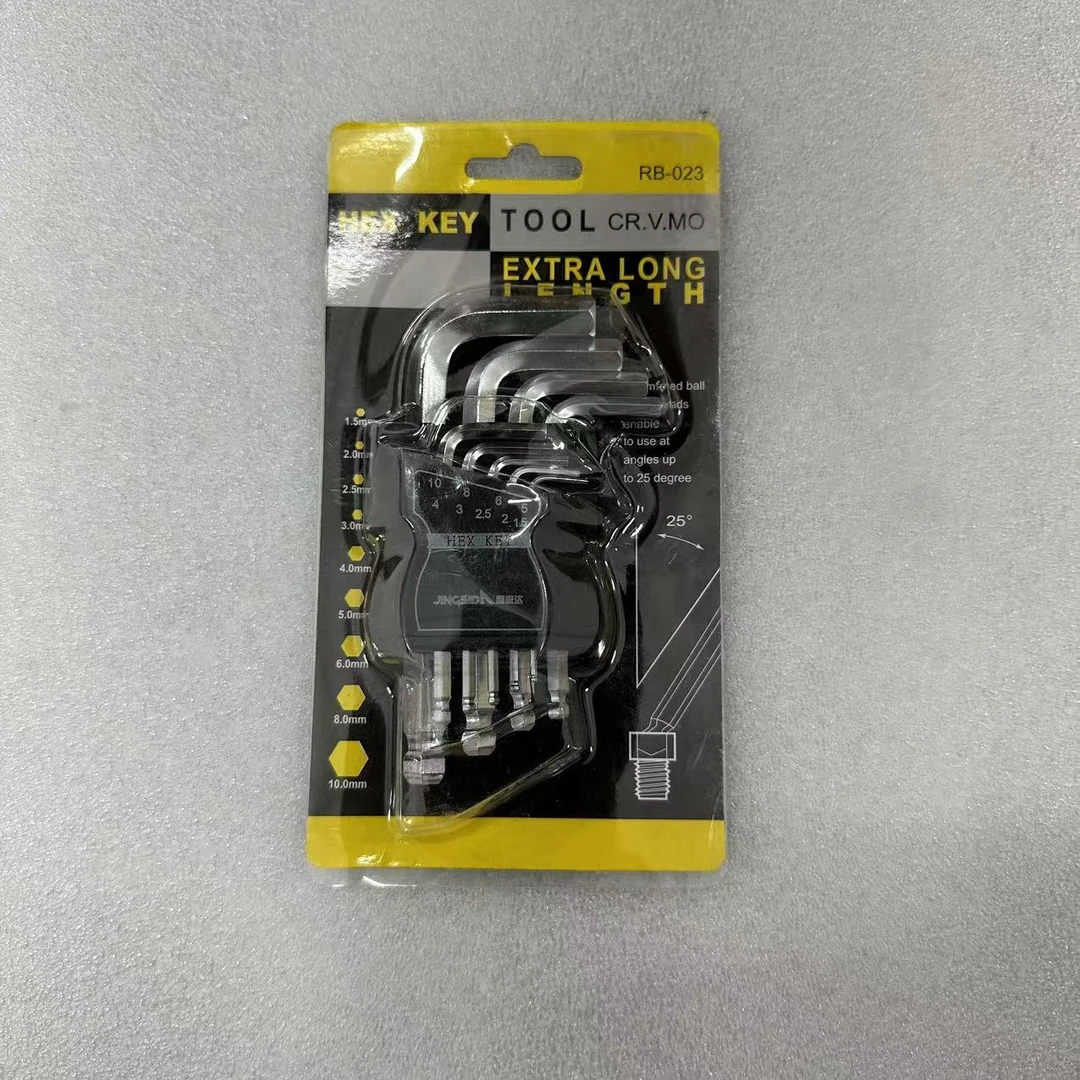 RB-023
HEX KEY TOOL CR.V.MO
EXTRA LONG
LENGTH
ball
enable
to use at
angles up
to 25 degree
25°
1.5m
2.0mm
2.5mm
3.0mm
4.0mm
5.0mm
6.0mm
8.0mm
10.0mm
10 8 6 5
4 3 2.5 2 1.5
HEX KEY
JINGSIDA